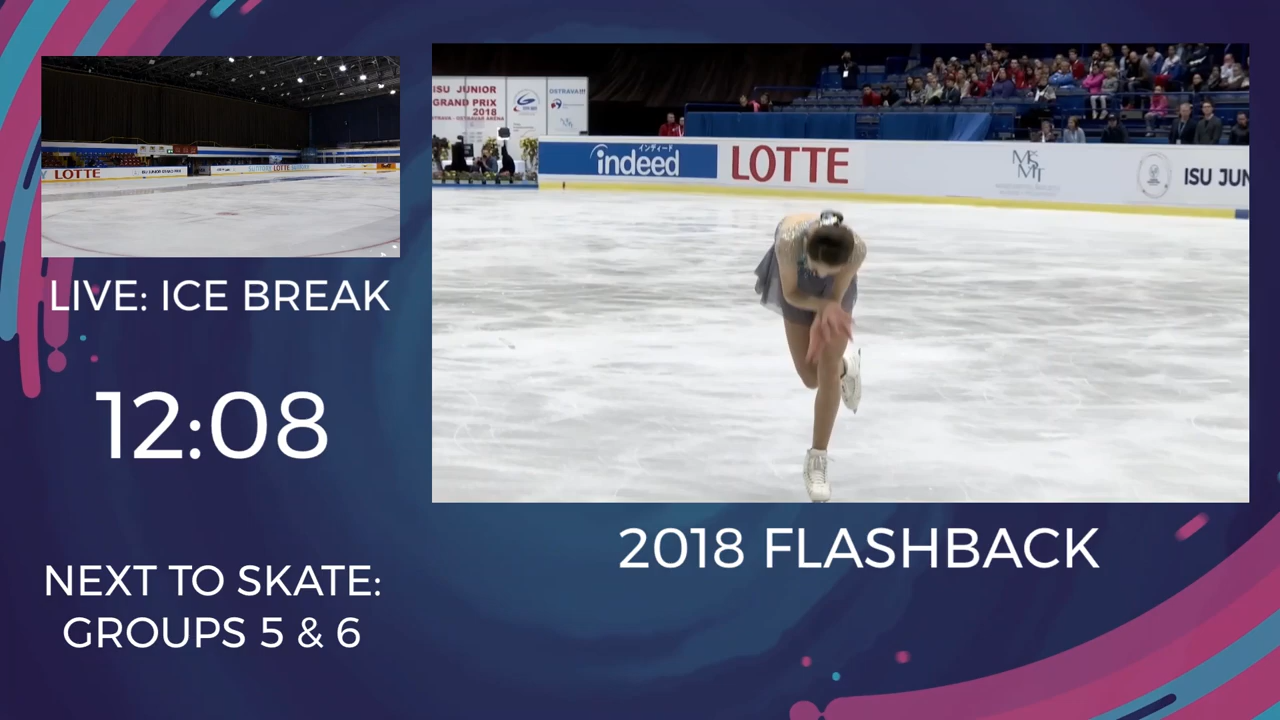 LOTTE
LIVE: ICE BREAK
12:08
NEXT TO SKATE:
GROUPS 5 & 6
ISU JUNIOR
GRAND PRIX
2018
OSTRAVA!!!
インディード
indeed
LOTTE
MSMT
ISU JUN
2018 FLASHBACK